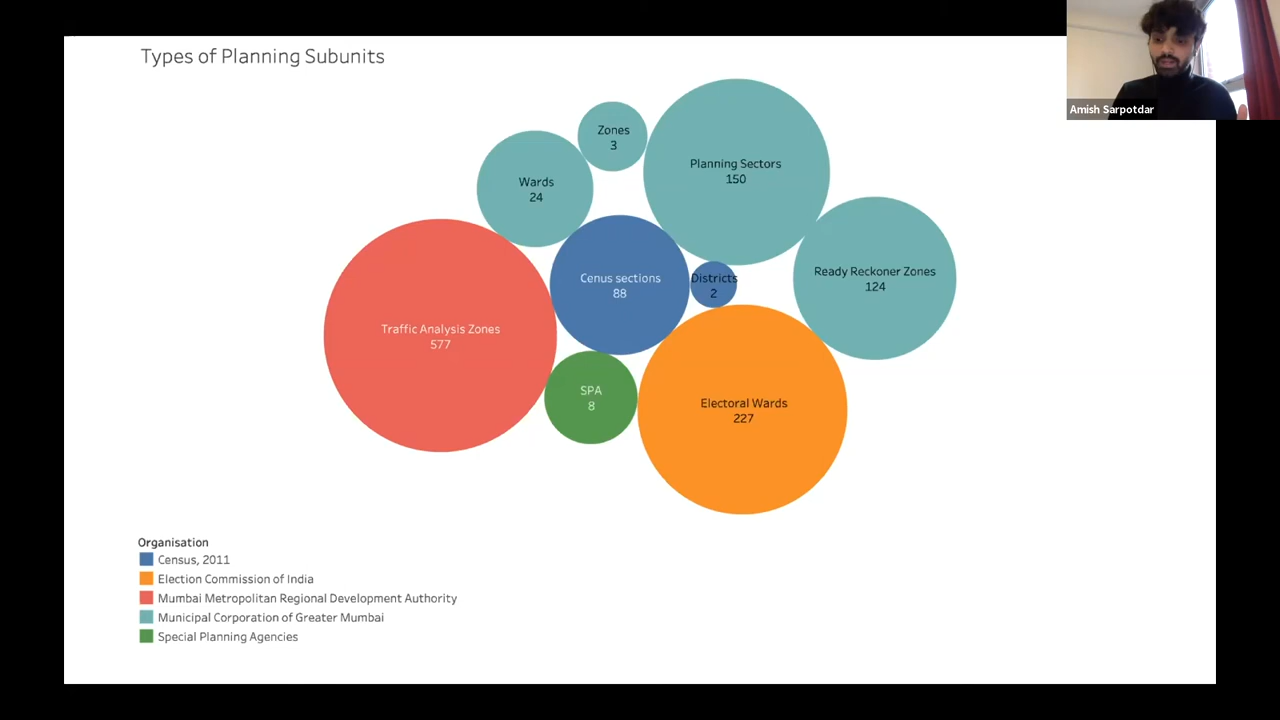 Types of Planning Subunits
Amish Sarpotdar
Zones
3
Planning Sectors
150
Wards
24
Ready Reckoner Zones
124
Cenus sections
88
Districts
2
Traffic Analysis Zones
577
SPA
8
Electoral Wards
227
Organisation
Census, 2011
Election Commission of India
Mumbai Metropolitan Regional Development Authority
Municipal Corporation of Greater Mumbai
Special Planning Agencies